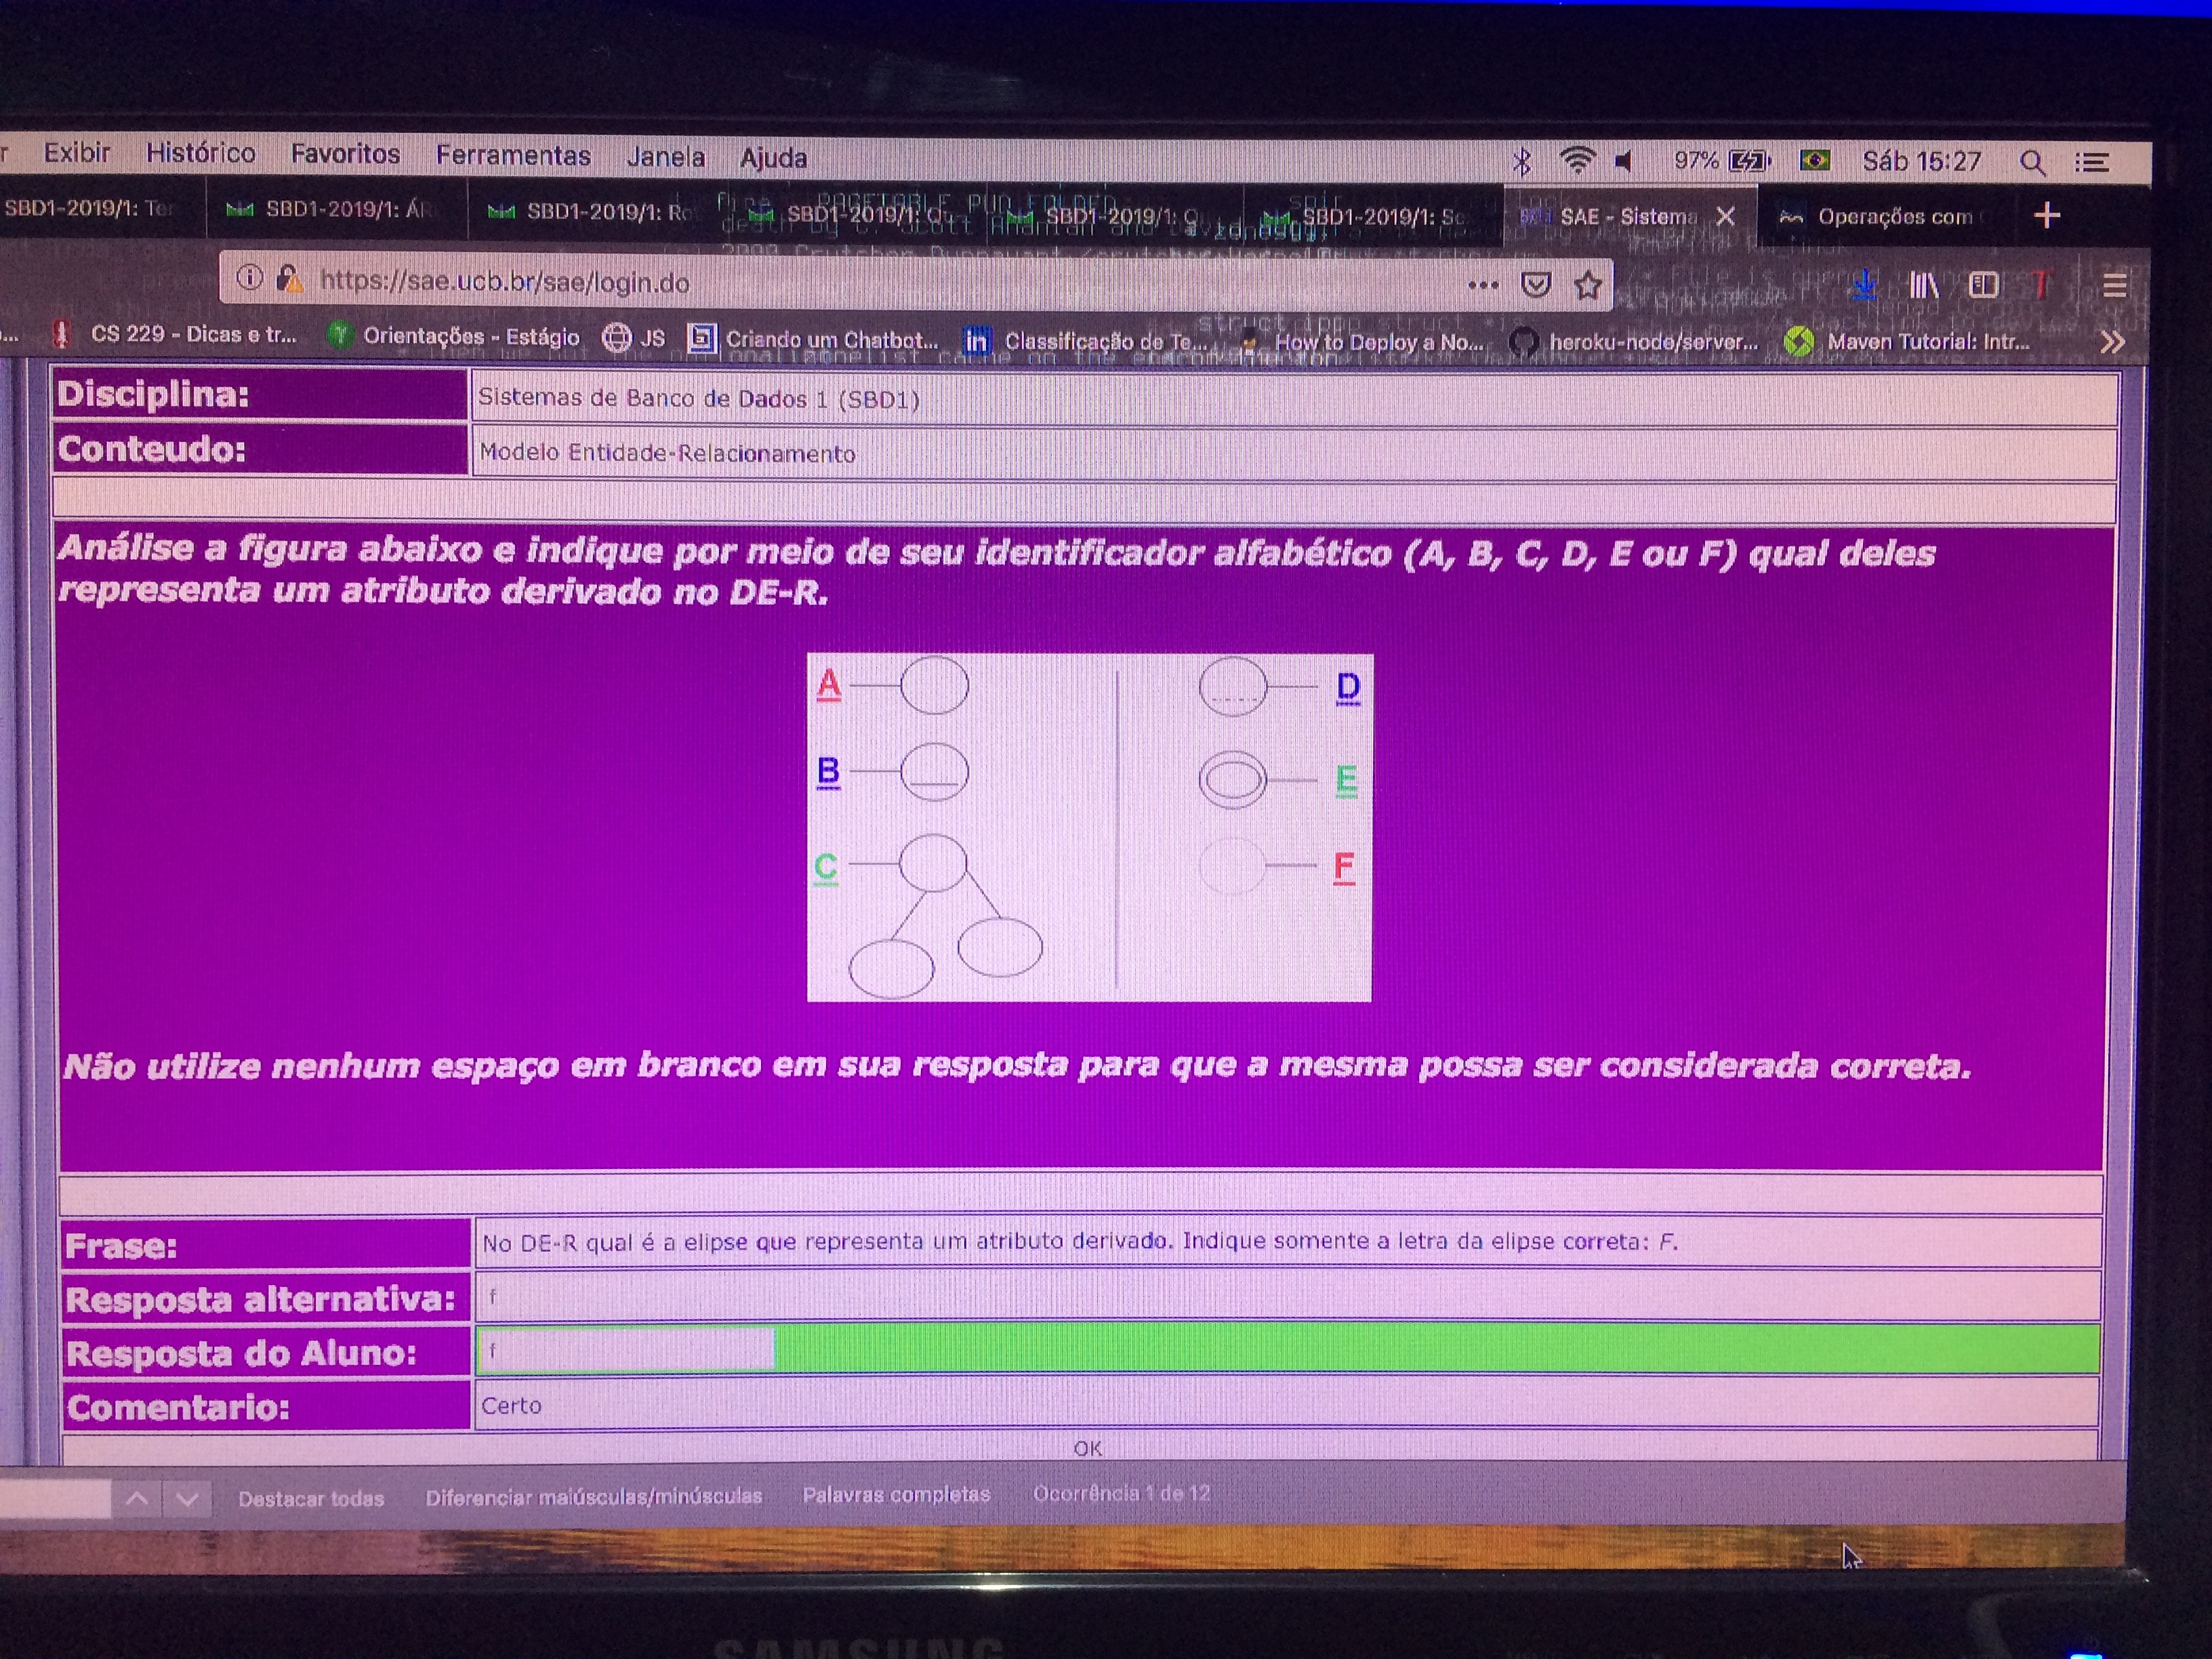 Exibir Histórico Favoritos Ferramentas Janela Ajuda 97% Sáb 15:27
SBD1-2019/1: Ter SBD1-2019/1: ÁR SBD1-2019/1: Ro SBD1-2019/1: Qu SBD1-2019/1: Q SBD1-2019/1: Sc SAE - Sistema Operações com
https://sae.ucb.br/sae/login.do
... CS 229 - Dicas e tr... Orientações - Estágio JS Criando um Chatbot... in Classificação de Te... How to Deploy a No... heroku-node/server... Maven Tutorial: Intr...
Disciplina: Sistemas de Banco de Dados 1 (SBD1)
Conteudo: Modelo Entidade-Relacionamento
Análise a figura abaixo e indique por meio de seu identificador alfabético (A, B, C, D, E ou F) qual deles
representa um atributo derivado no DE-R.
A D
B E
C F
Não utilize nenhum espaço em branco em sua resposta para que a mesma possa ser considerada correta.
Frase: No DE-R qual é a elipse que representa um atributo derivado. Indique somente a letra da elipse correta: F.
Resposta alternativa: f
Resposta do Aluno: f
Comentario: Certo
OK
Destacar todas Diferenciar maiúsculas/minúsculas Palavras completas Ocorrência 1 de 12
SAMSUNG